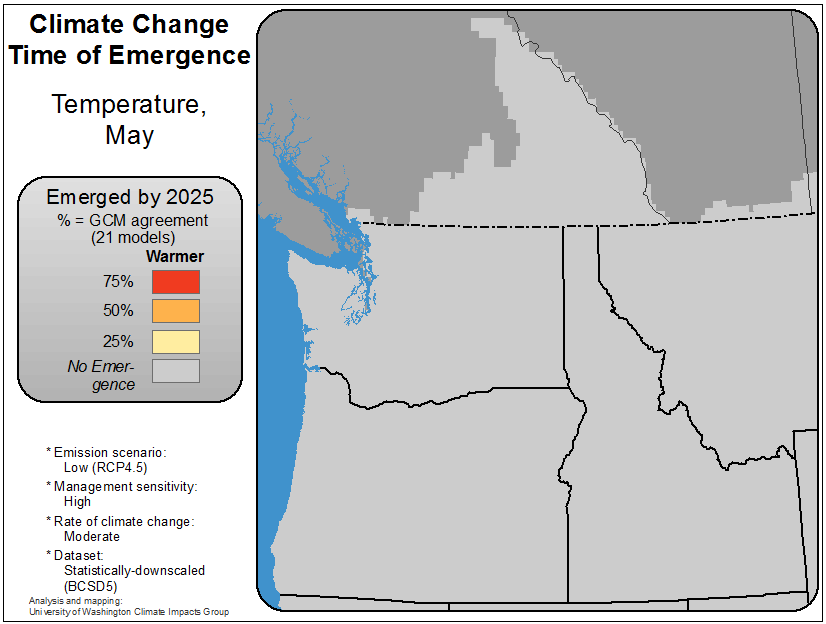 Climate Change
Time of Emergence
Temperature,
May
Emerged by 2025
% = GCM agreement
(21 models)
Warmer
75%
50%
25%
No Emer-
gence
* Emission scenario:
Low (RCP4.5)
* Management sensitivity:
High
* Rate of climate change:
Moderate
* Dataset:
Statistically-downscaled
(BCSD5)
Analysis and mapping:
University of Washington Climate Impacts Group